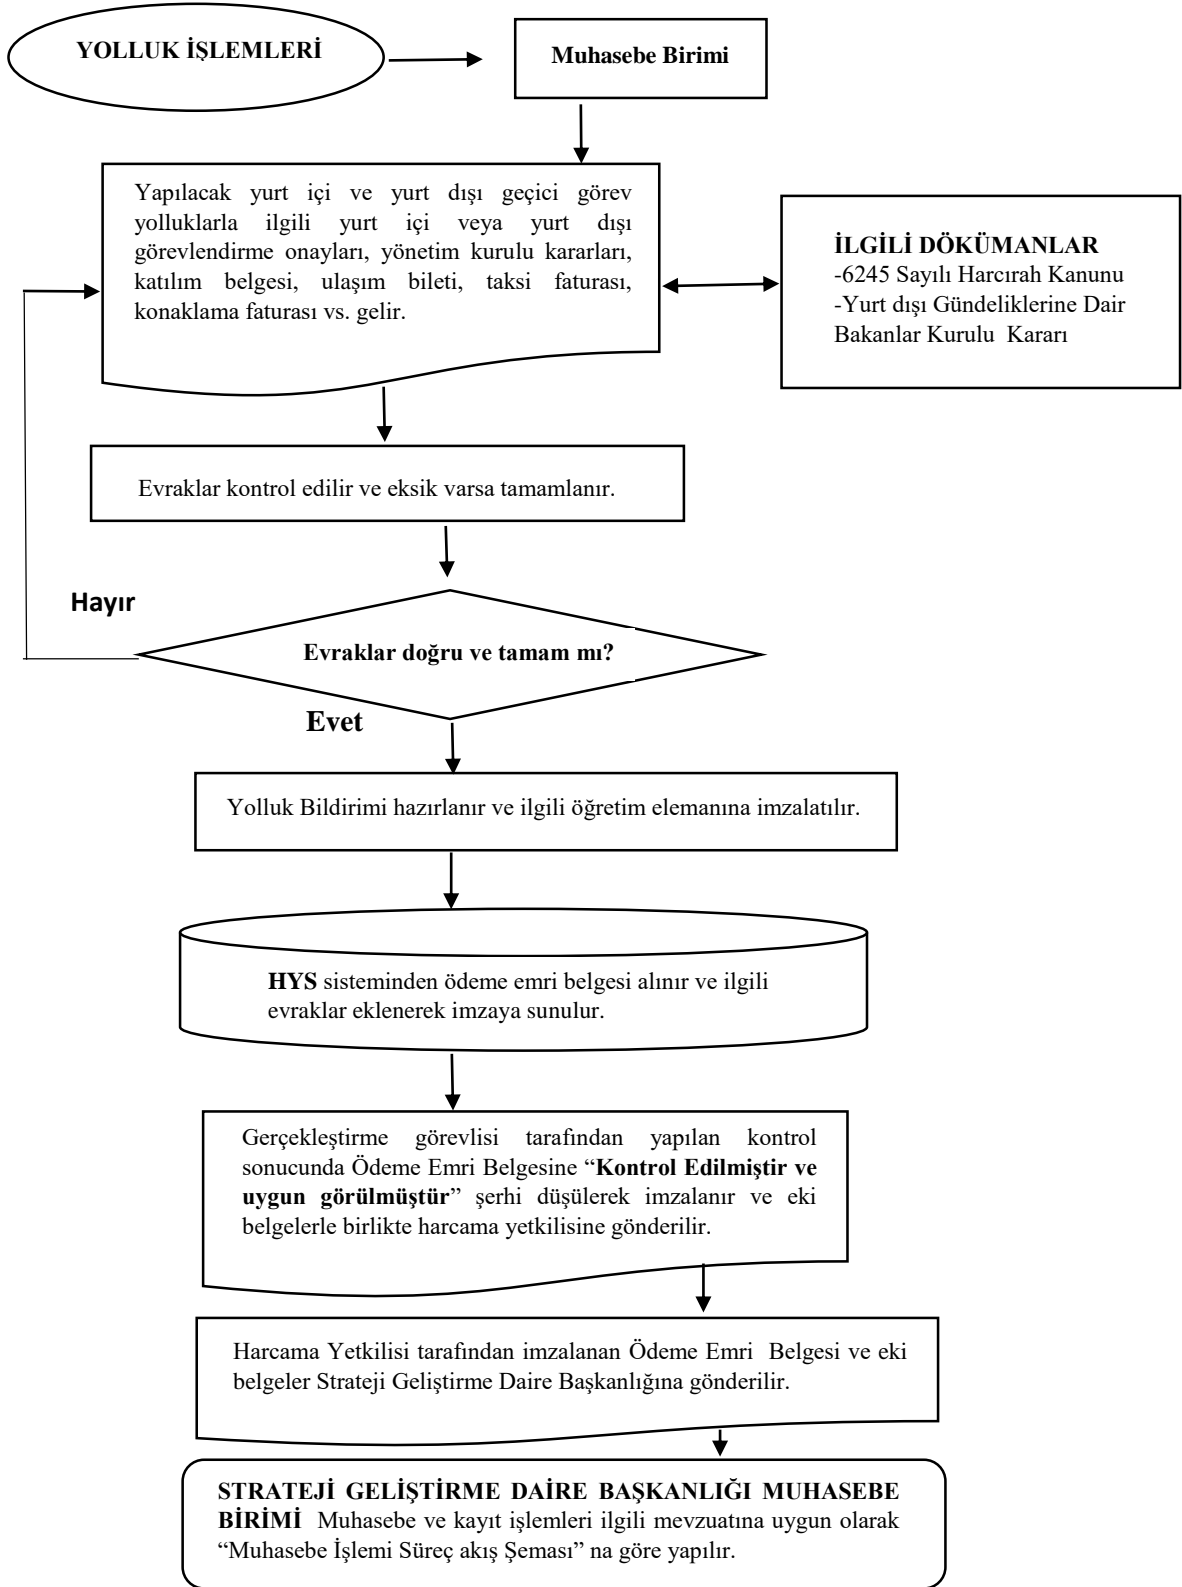 YOLLUK İŞLEMLERİ
Muhasebe Birimi
Yapılacak yurt içi ve yurt dışı geçici görev
yolluklarla ilgili yurt içi veya yurt dışı
görevlendirme onayları, yönetim kurulu kararları,
katılım belgesi, ulaşım bileti, taksi faturası,
konaklama faturası vs. gelir.
İLGİLİ DÖKÜMANLAR
-6245 Sayılı Harcırah Kanunu
-Yurt dışı Gündeliklerine Dair
Bakanlar Kurulu Kararı
Evraklar kontrol edilir ve eksik varsa tamamlanır.
Hayır
Evraklar doğru ve tamam mı?
Evet
Yolluk Bildirimi hazırlanır ve ilgili öğretim elemanına imzalatılır.
HYS sisteminden ödeme emri belgesi alınır ve ilgili
evraklar eklenerek imzaya sunulur.
Gerçekleştirme görevlisi tarafından yapılan kontrol
sonucunda Ödeme Emri Belgesine “Kontrol Edilmiştir ve
uygun görülmüştür” şerhi düşülerek imzalanır ve eki
belgelerle birlikte harcama yetkilisine gönderilir.
Harcama Yetkilisi tarafından imzalanan Ödeme Emri Belgesi ve eki
belgeler Strateji Geliştirme Daire Başkanlığına gönderilir.
STRATEJİ GELİŞTİRME DAİRE BAŞKANLIĞI MUHASEBE
BİRİMİ Muhasebe ve kayıt işlemleri ilgili mevzuatına uygun olarak
“Muhasebe İşlemi Süreç akış Şeması” na göre yapılır.